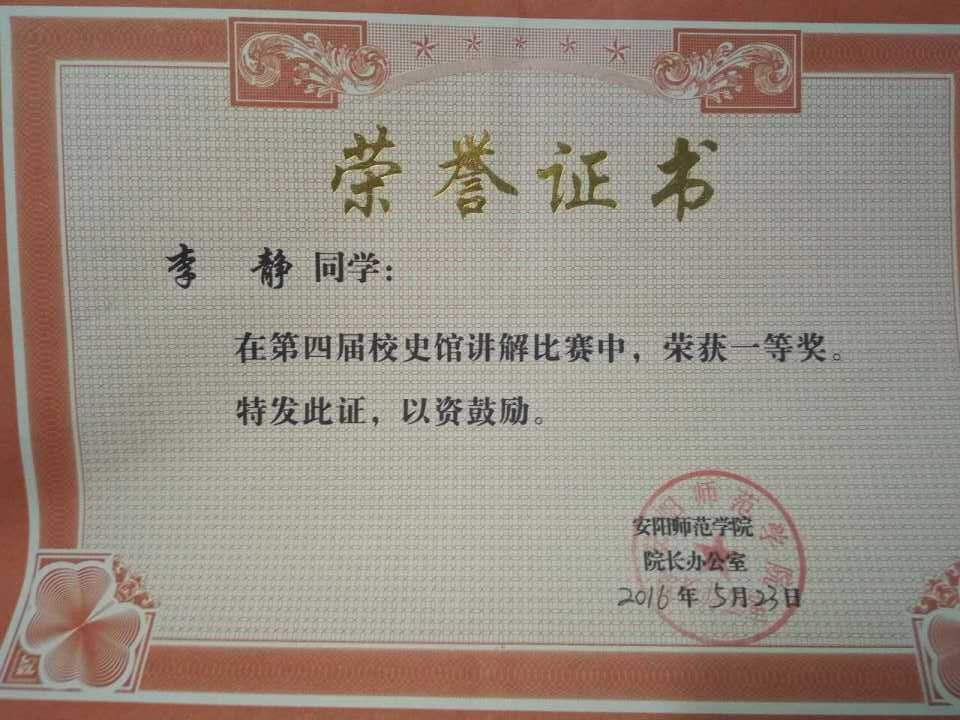 荣誉证书
李 静 同学：
在第四届校史馆讲解比赛中，荣获一等奖。
特发此证，以资鼓励。
安阳师范学院
院长办公室
2016年5月23日